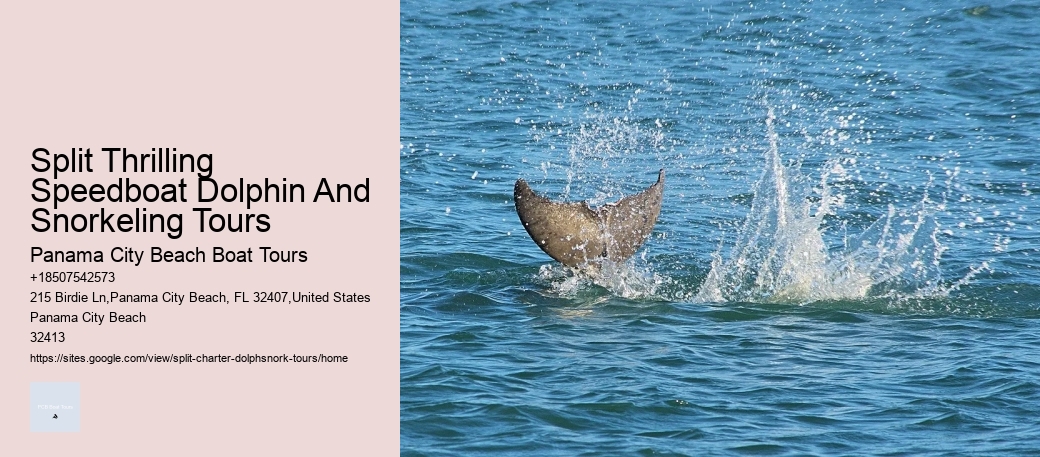 Split Thrilling
Speedboat Dolphin And
Snorkeling Tours
Panama City Beach Boat Tours
+18507542573
215 Birdie Ln,Panama City Beach, FL 32407,United States
Panama City Beach
32413
https://sites.google.com/view/split-charter-dolphsnork-tours/home